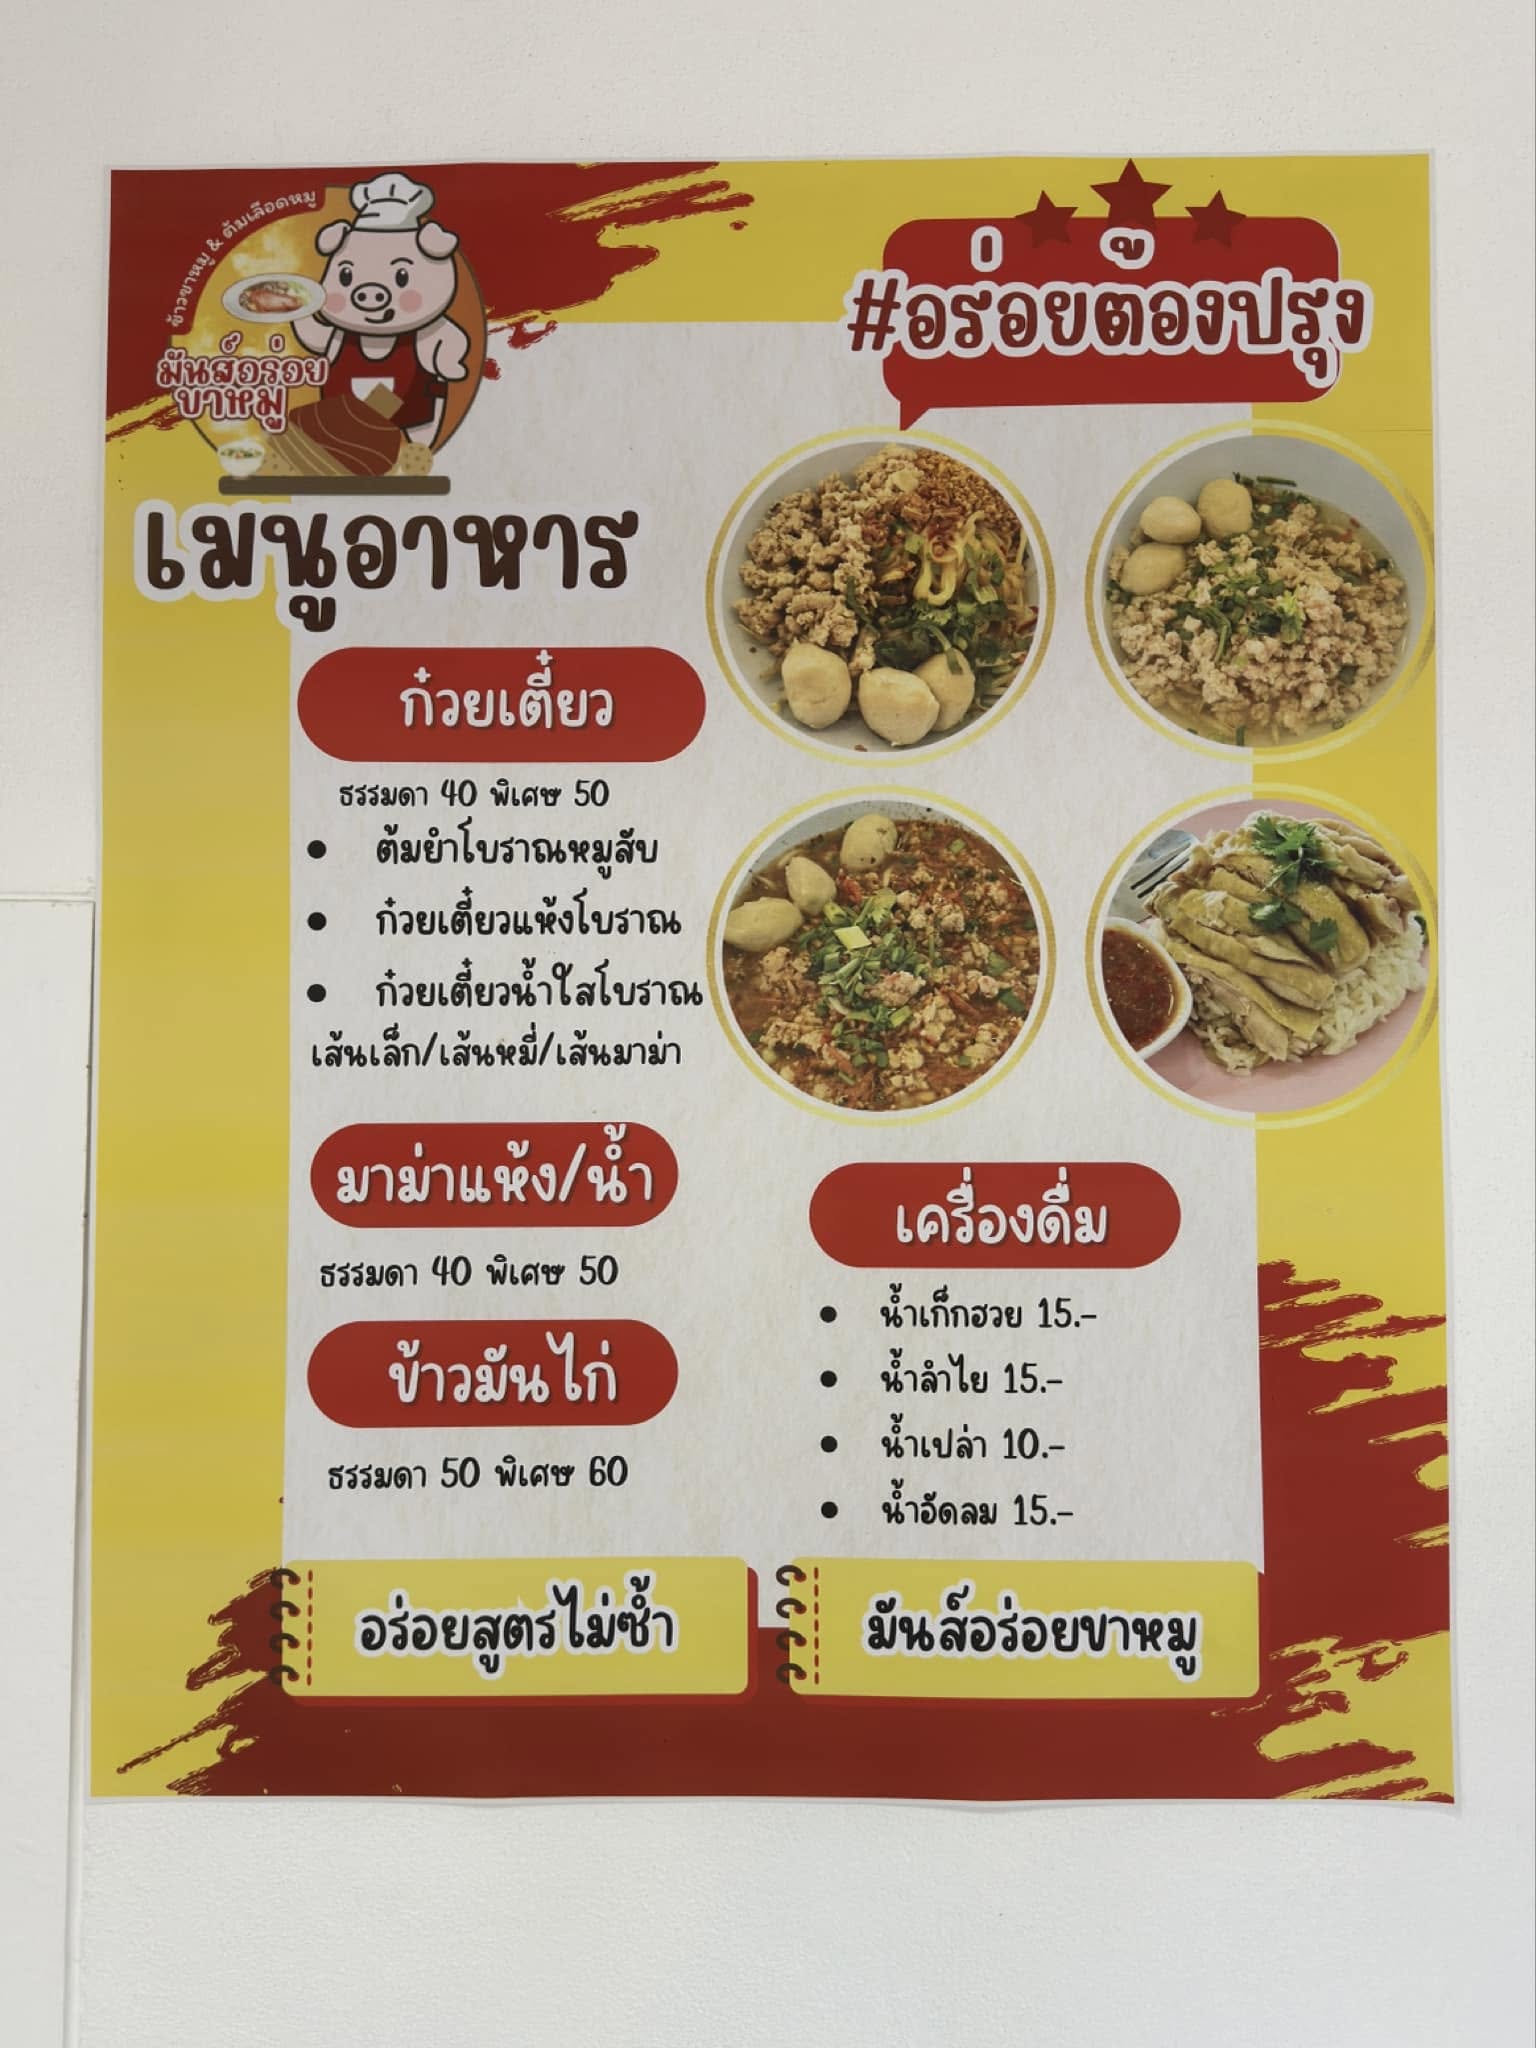 ข้าวขาหมู & ต้มเลือดหมู
มันส์อร่อย
ขาหมู
#อร่อยต้องปรุง
เมนูอาหาร
ก๋วยเตี๋ยว
ธรรมดา 40 พิเศษ 50
• ต้มยำโบราณหมูสับ
• ก๋วยเตี๋ยวแห้งโบราณ
• ก๋วยเตี๋ยวน้ำใสโบราณ
เส้นเล็ก/เส้นหมี่/เส้นมาม่า
มาม่าแห้ง/น้ำ
ธรรมดา 40 พิเศษ 50
ข้าวมันไก่
ธรรมดา 50 พิเศษ 60
เครื่องดื่ม
• น้ำเก็กฮวย 15.-
• น้ำลำไย 15.-
• น้ำเปล่า 10.-
• น้ำอัดลม 15.-
อร่อยสูตรไม่ซ้ำ
มันส์อร่อยขาหมู